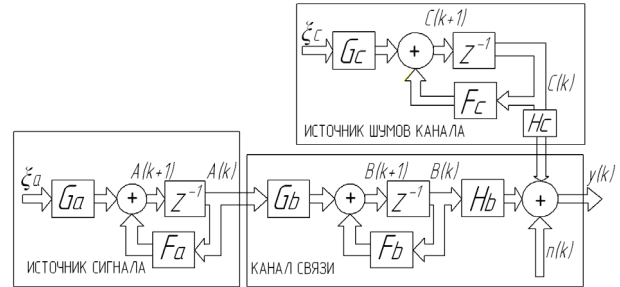 C(k+1)
ξc Gc + Z⁻¹
C(k)
Fc
Hc
ИСТОЧНИК ШУМОВ КАНАЛА
A(k+1) A(k) B(k+1) B(k) y(k)
ξa Ga + Z⁻¹ Gb + Z⁻¹ Hb +
Fa Fb n(k)
ИСТОЧНИК СИГНАЛА КАНАЛ СВЯЗИ